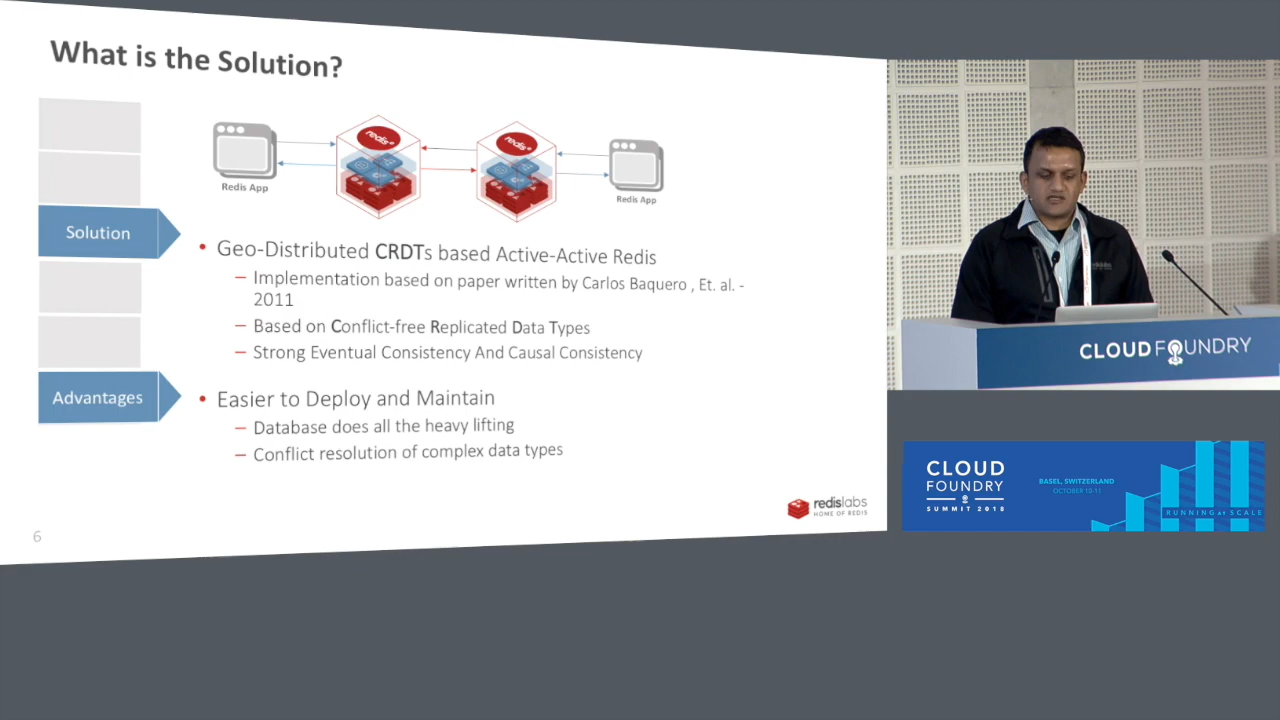 What is the Solution?
redis
redis
Redis App
Redis App
Solution
• Geo-Distributed CRDTs based Active-Active Redis
– Implementation based on paper written by Carlos Baquero , Et. al. -
2011
– Based on Conflict-free Replicated Data Types
– Strong Eventual Consistency And Causal Consistency
Advantages
• Easier to Deploy and Maintain
– Database does all the heavy lifting
– Conflict resolution of complex data types
redislabs
HOME OF REDIS
6
redislabs
CLOUD FOUNDRY
CLOUD
FOUNDRY
SUMMIT 2018
BASEL, SWITZERLAND
OCTOBER 10-11
RUNNING at SCALE